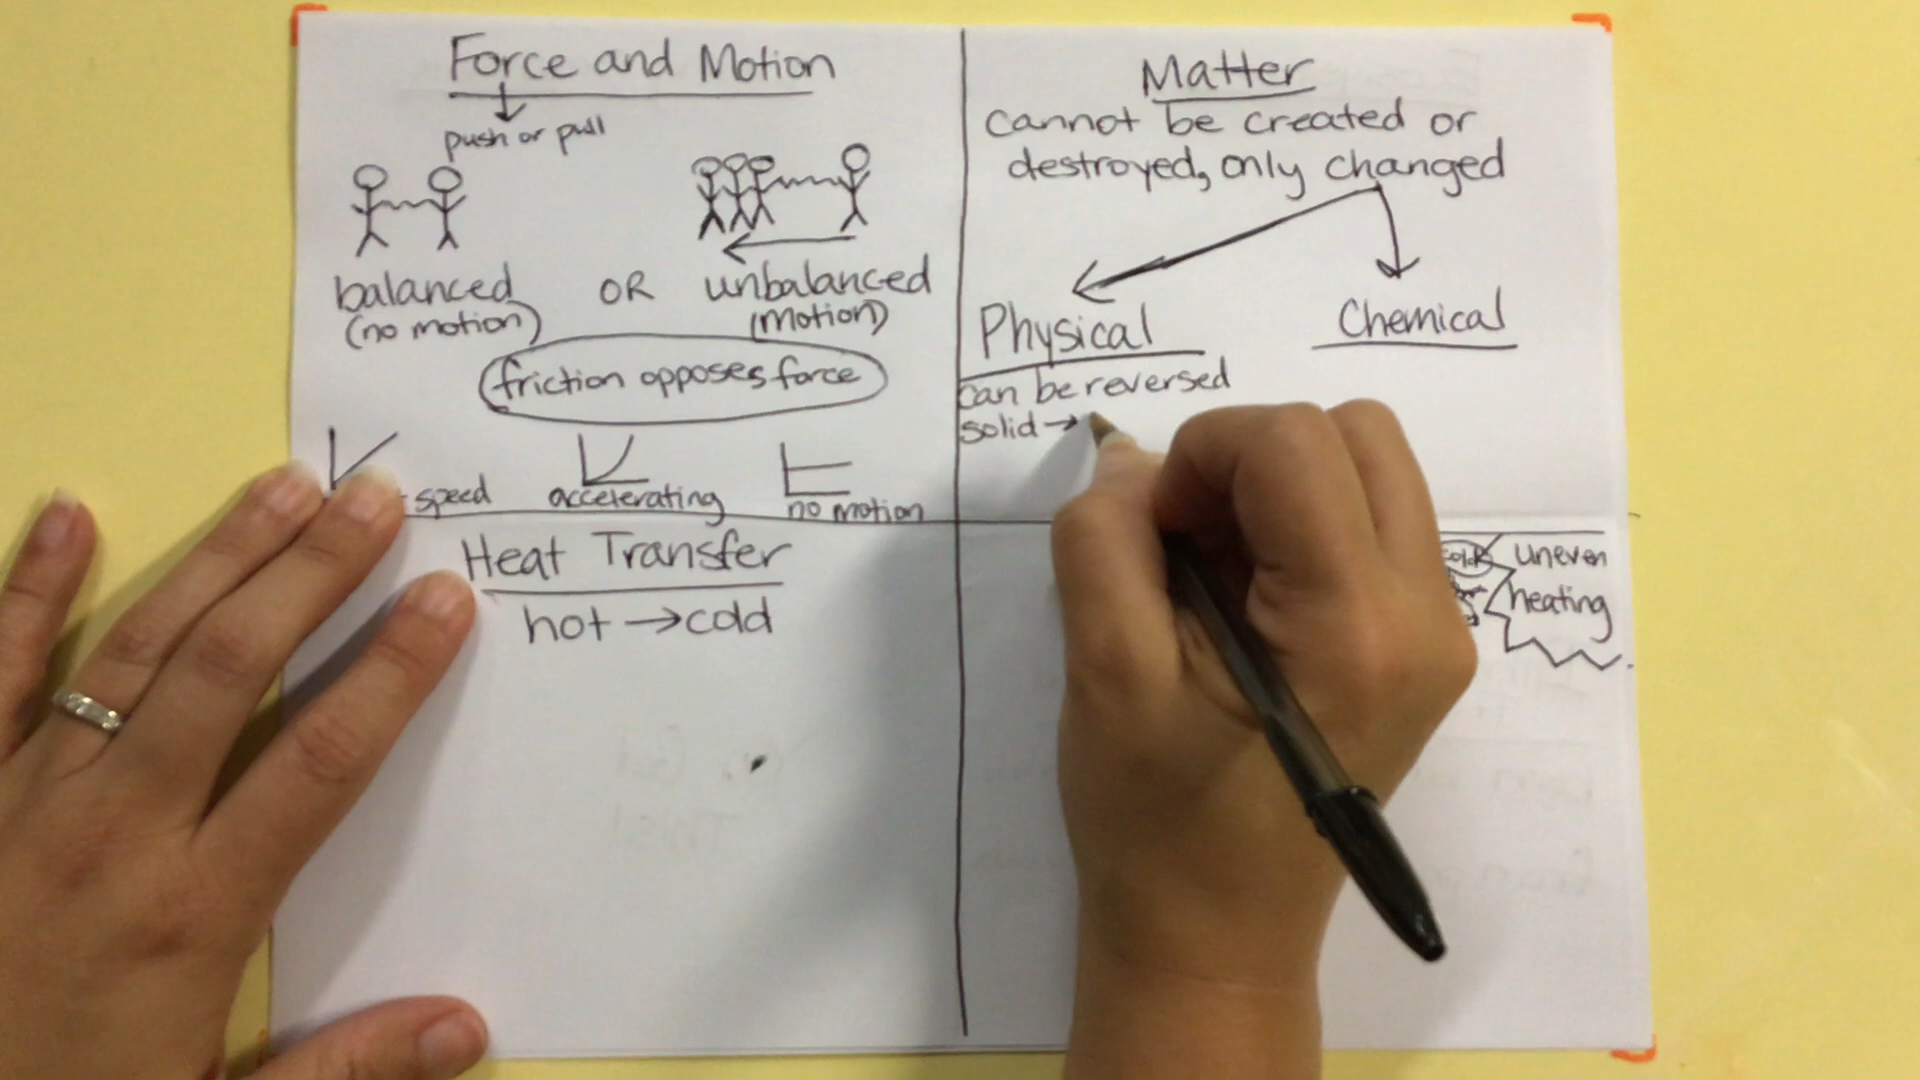 Force and Motion
push or pull
balanced OR unbalanced
(no motion) (motion)
friction opposes force
speed accelerating no motion
Heat Transfer
hot → cold
Matter
cannot be created or
destroyed, only changed
Physical Chemical
can be reversed
solid →
uneven
heating